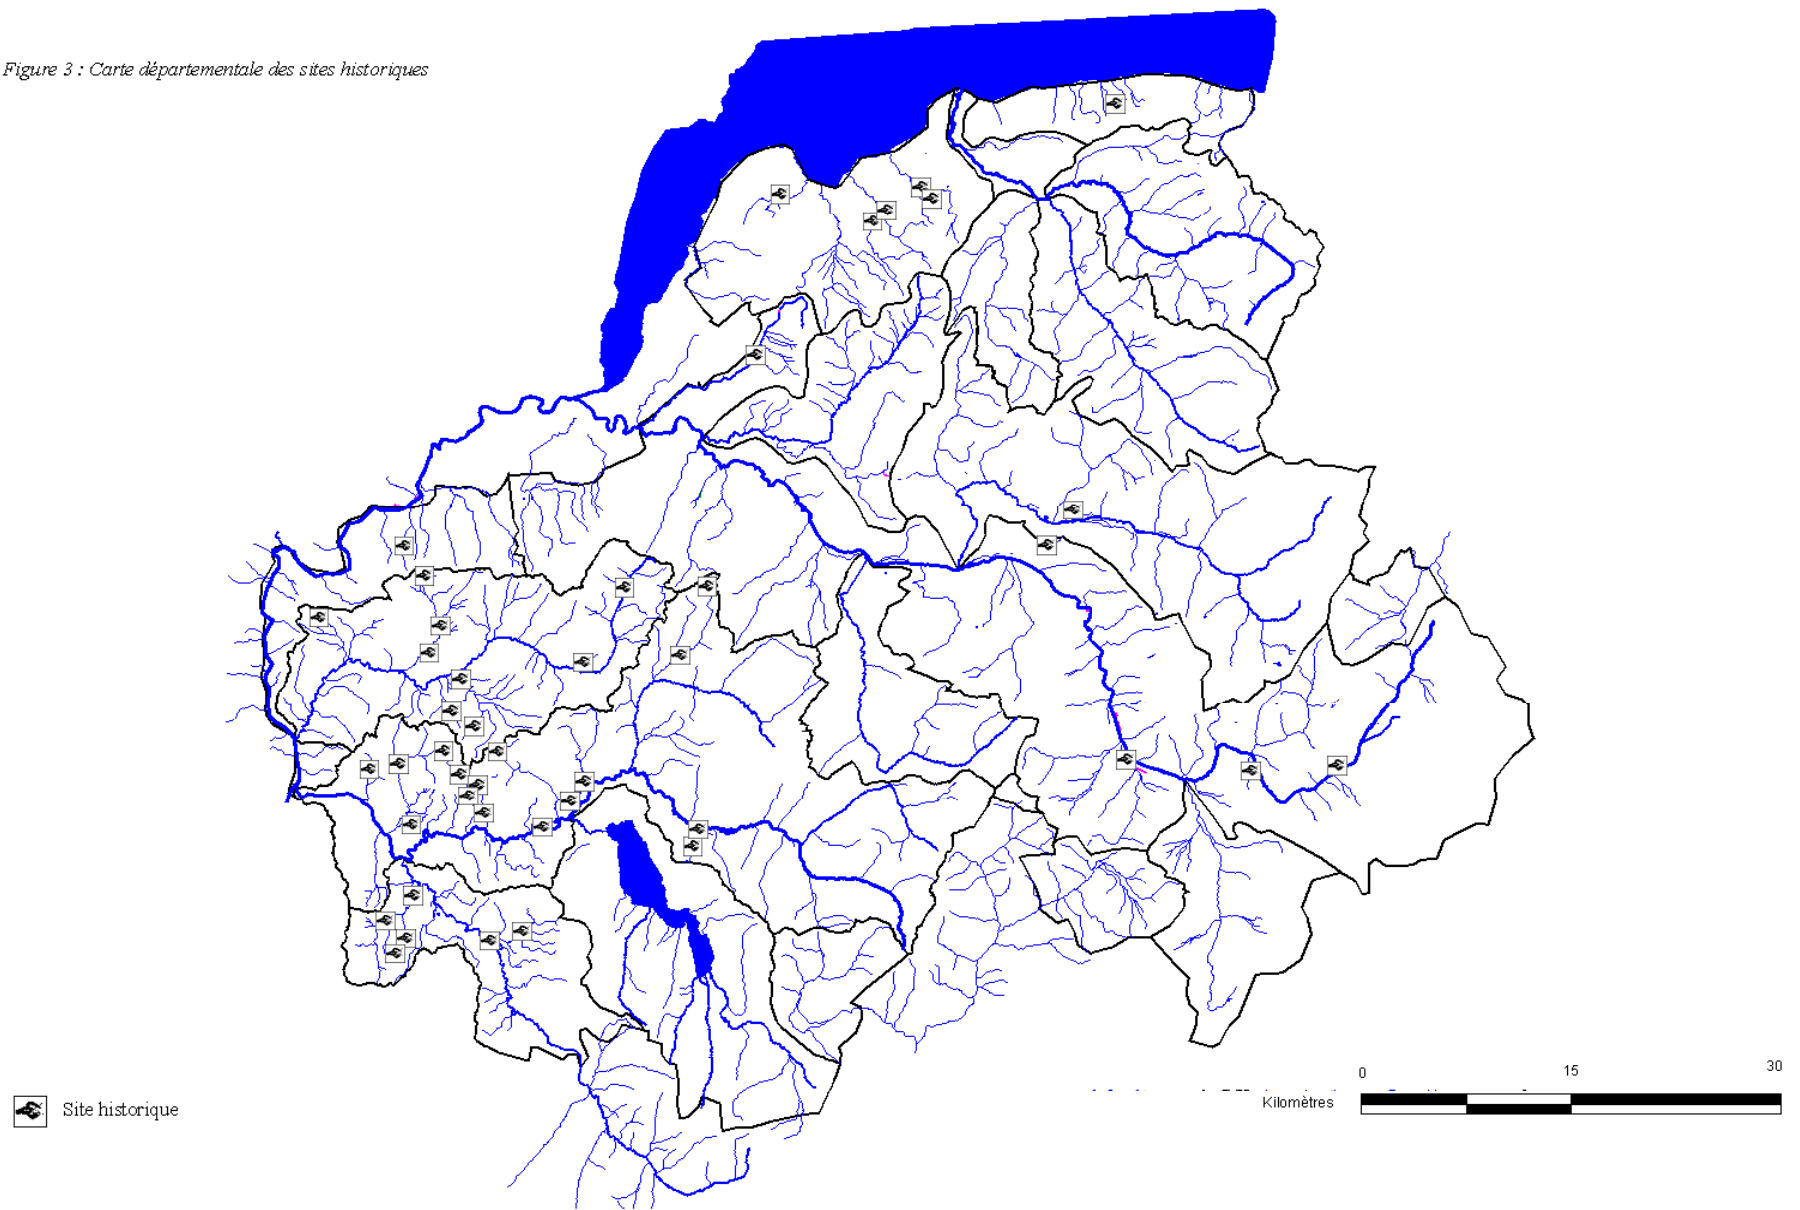 Figure 3 : Carte départementale des sites historiques
0 15 30
Kilomètres
Site historique